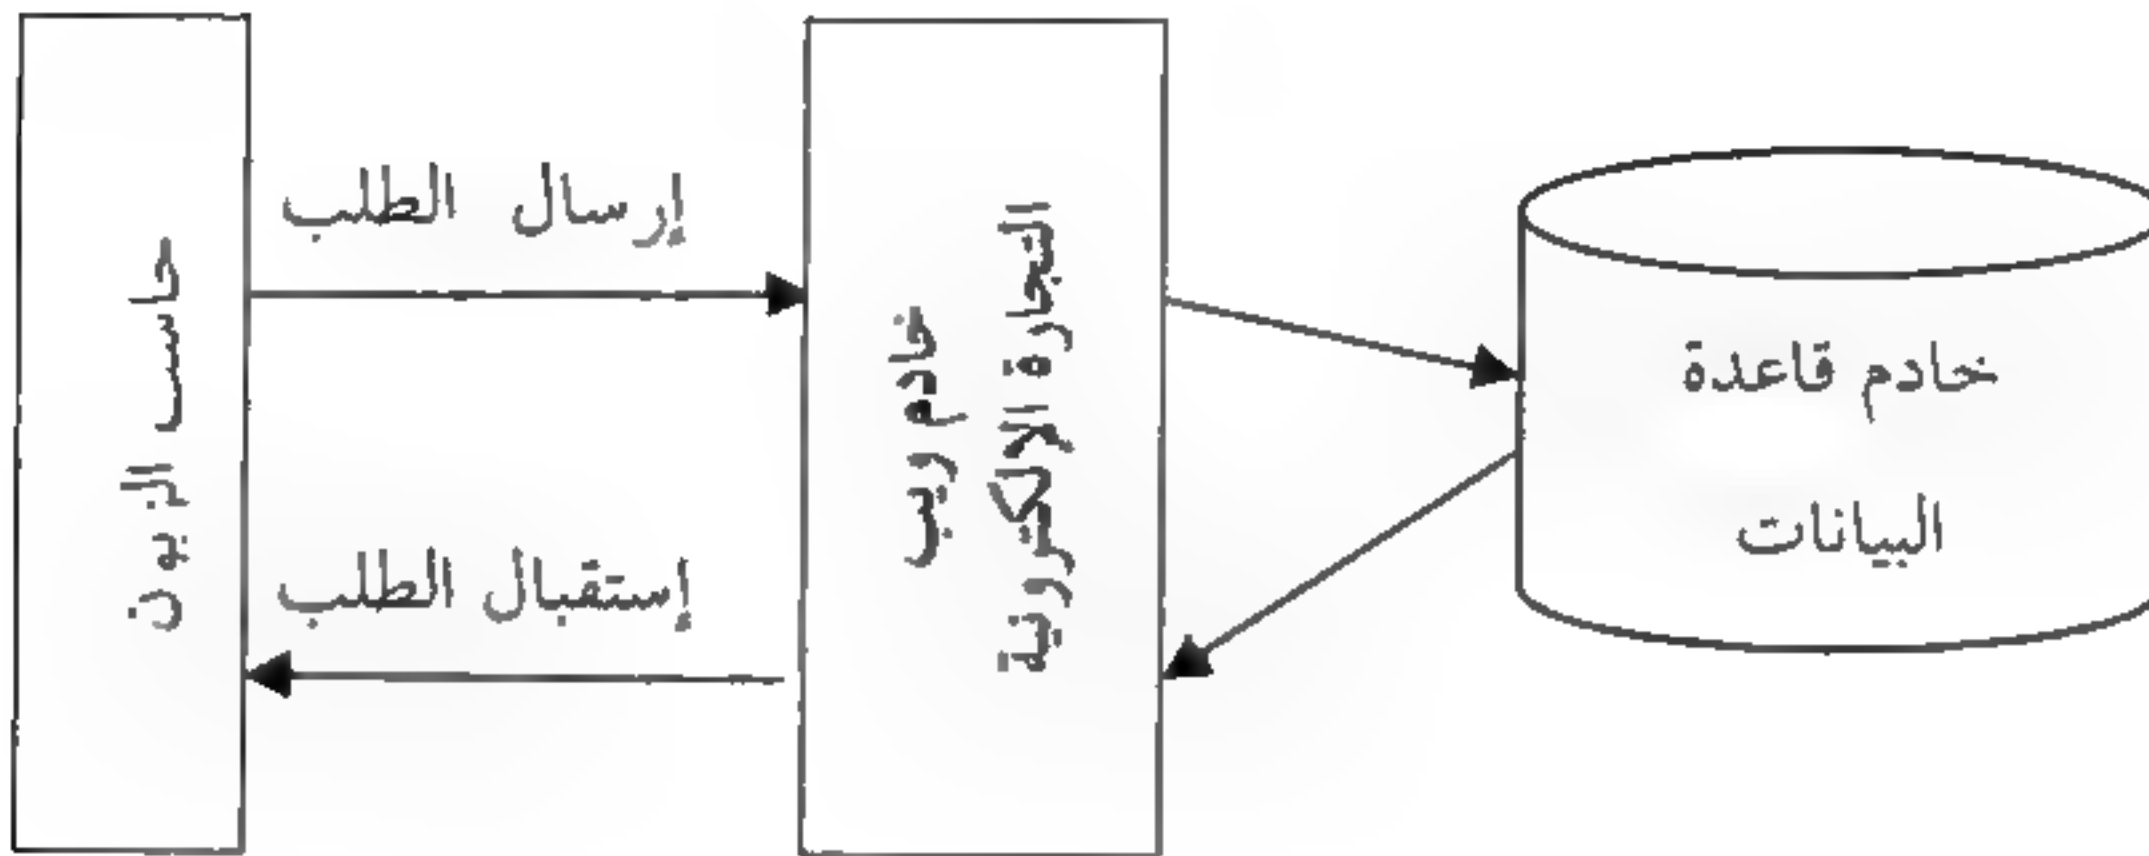 حاسب الزبون
إرسال الطلب
إستقبال الطلب
خادم ويب
التجارة الالكترونية
خادم قاعدة
البيانات